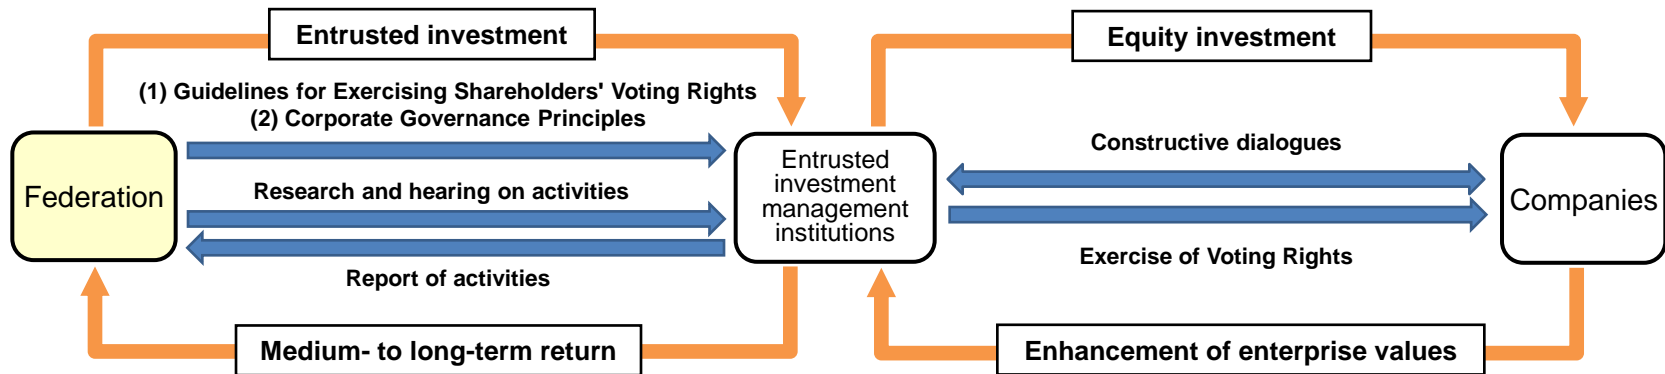 Entrusted investment
Equity investment
(1) Guidelines for Exercising Shareholders' Voting Rights
(2) Corporate Governance Principles
Federation
Research and hearing on activities
Report of activities
Entrusted
investment
management
institutions
Constructive dialogues
Exercise of Voting Rights
Companies
Medium- to long-term return
Enhancement of enterprise values